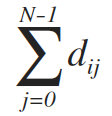 N-1
∑ d_ij
j=0